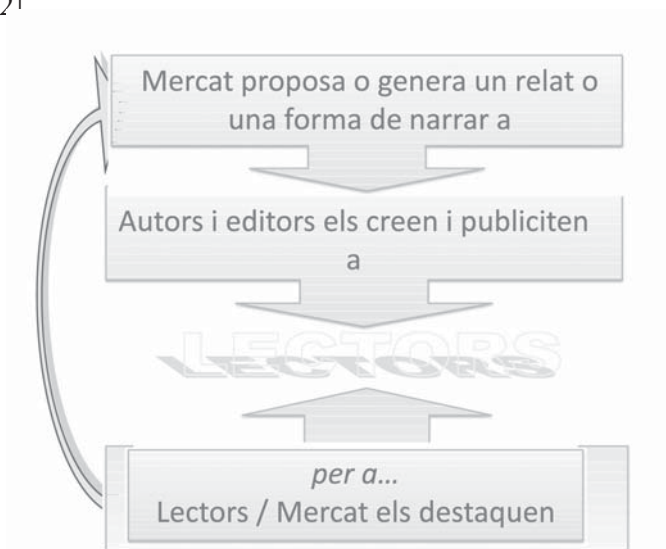 Mercat proposa o genera un relat o
una forma de narrar a
Autors i editors els creen i publiciten
a
LECTORS
per a...
Lectors / Mercat els destaquen